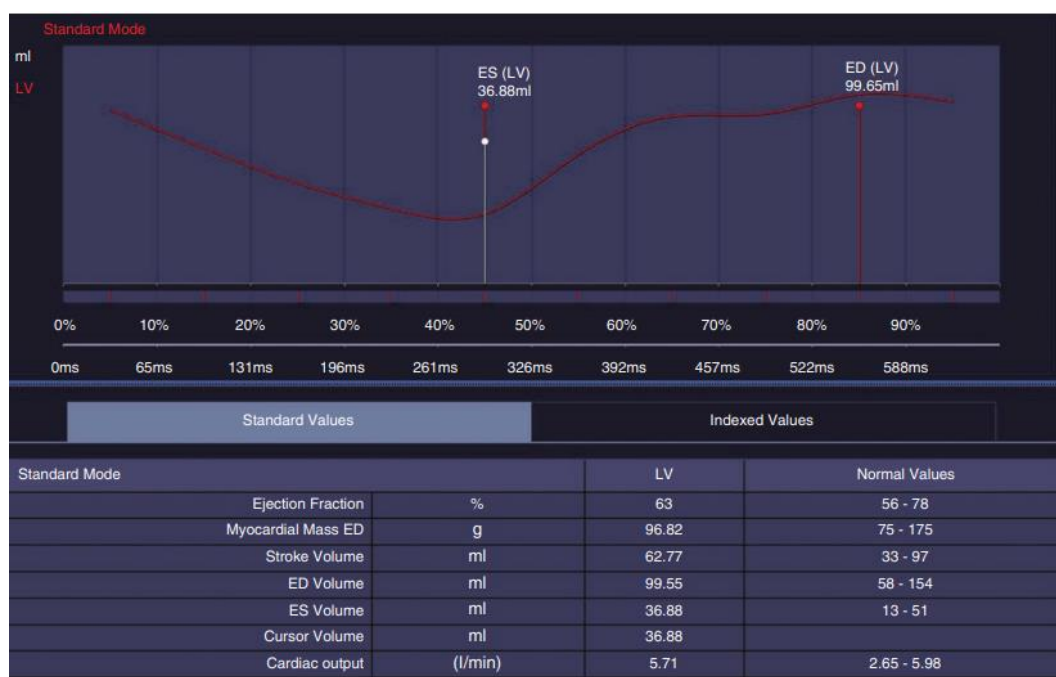 Standard Mode
ml
LV
ES (LV)
36.88ml
ED (LV)
99.65ml
0% 10% 20% 30% 40% 50% 60% 70% 80% 90%
0ms 65ms 131ms 196ms 261ms 326ms 392ms 457ms 522ms 588ms
Standard Values Indexed Values
Standard Mode LV Normal Values
Ejection Fraction % 63 56 - 78
Myocardial Mass ED g 96.82 75 - 175
Stroke Volume ml 62.77 33 - 97
ED Volume ml 99.55 58 - 154
ES Volume ml 36.88 13 - 51
Cursor Volume ml 36.88
Cardiac output (l/min) 5.71 2.65 - 5.98